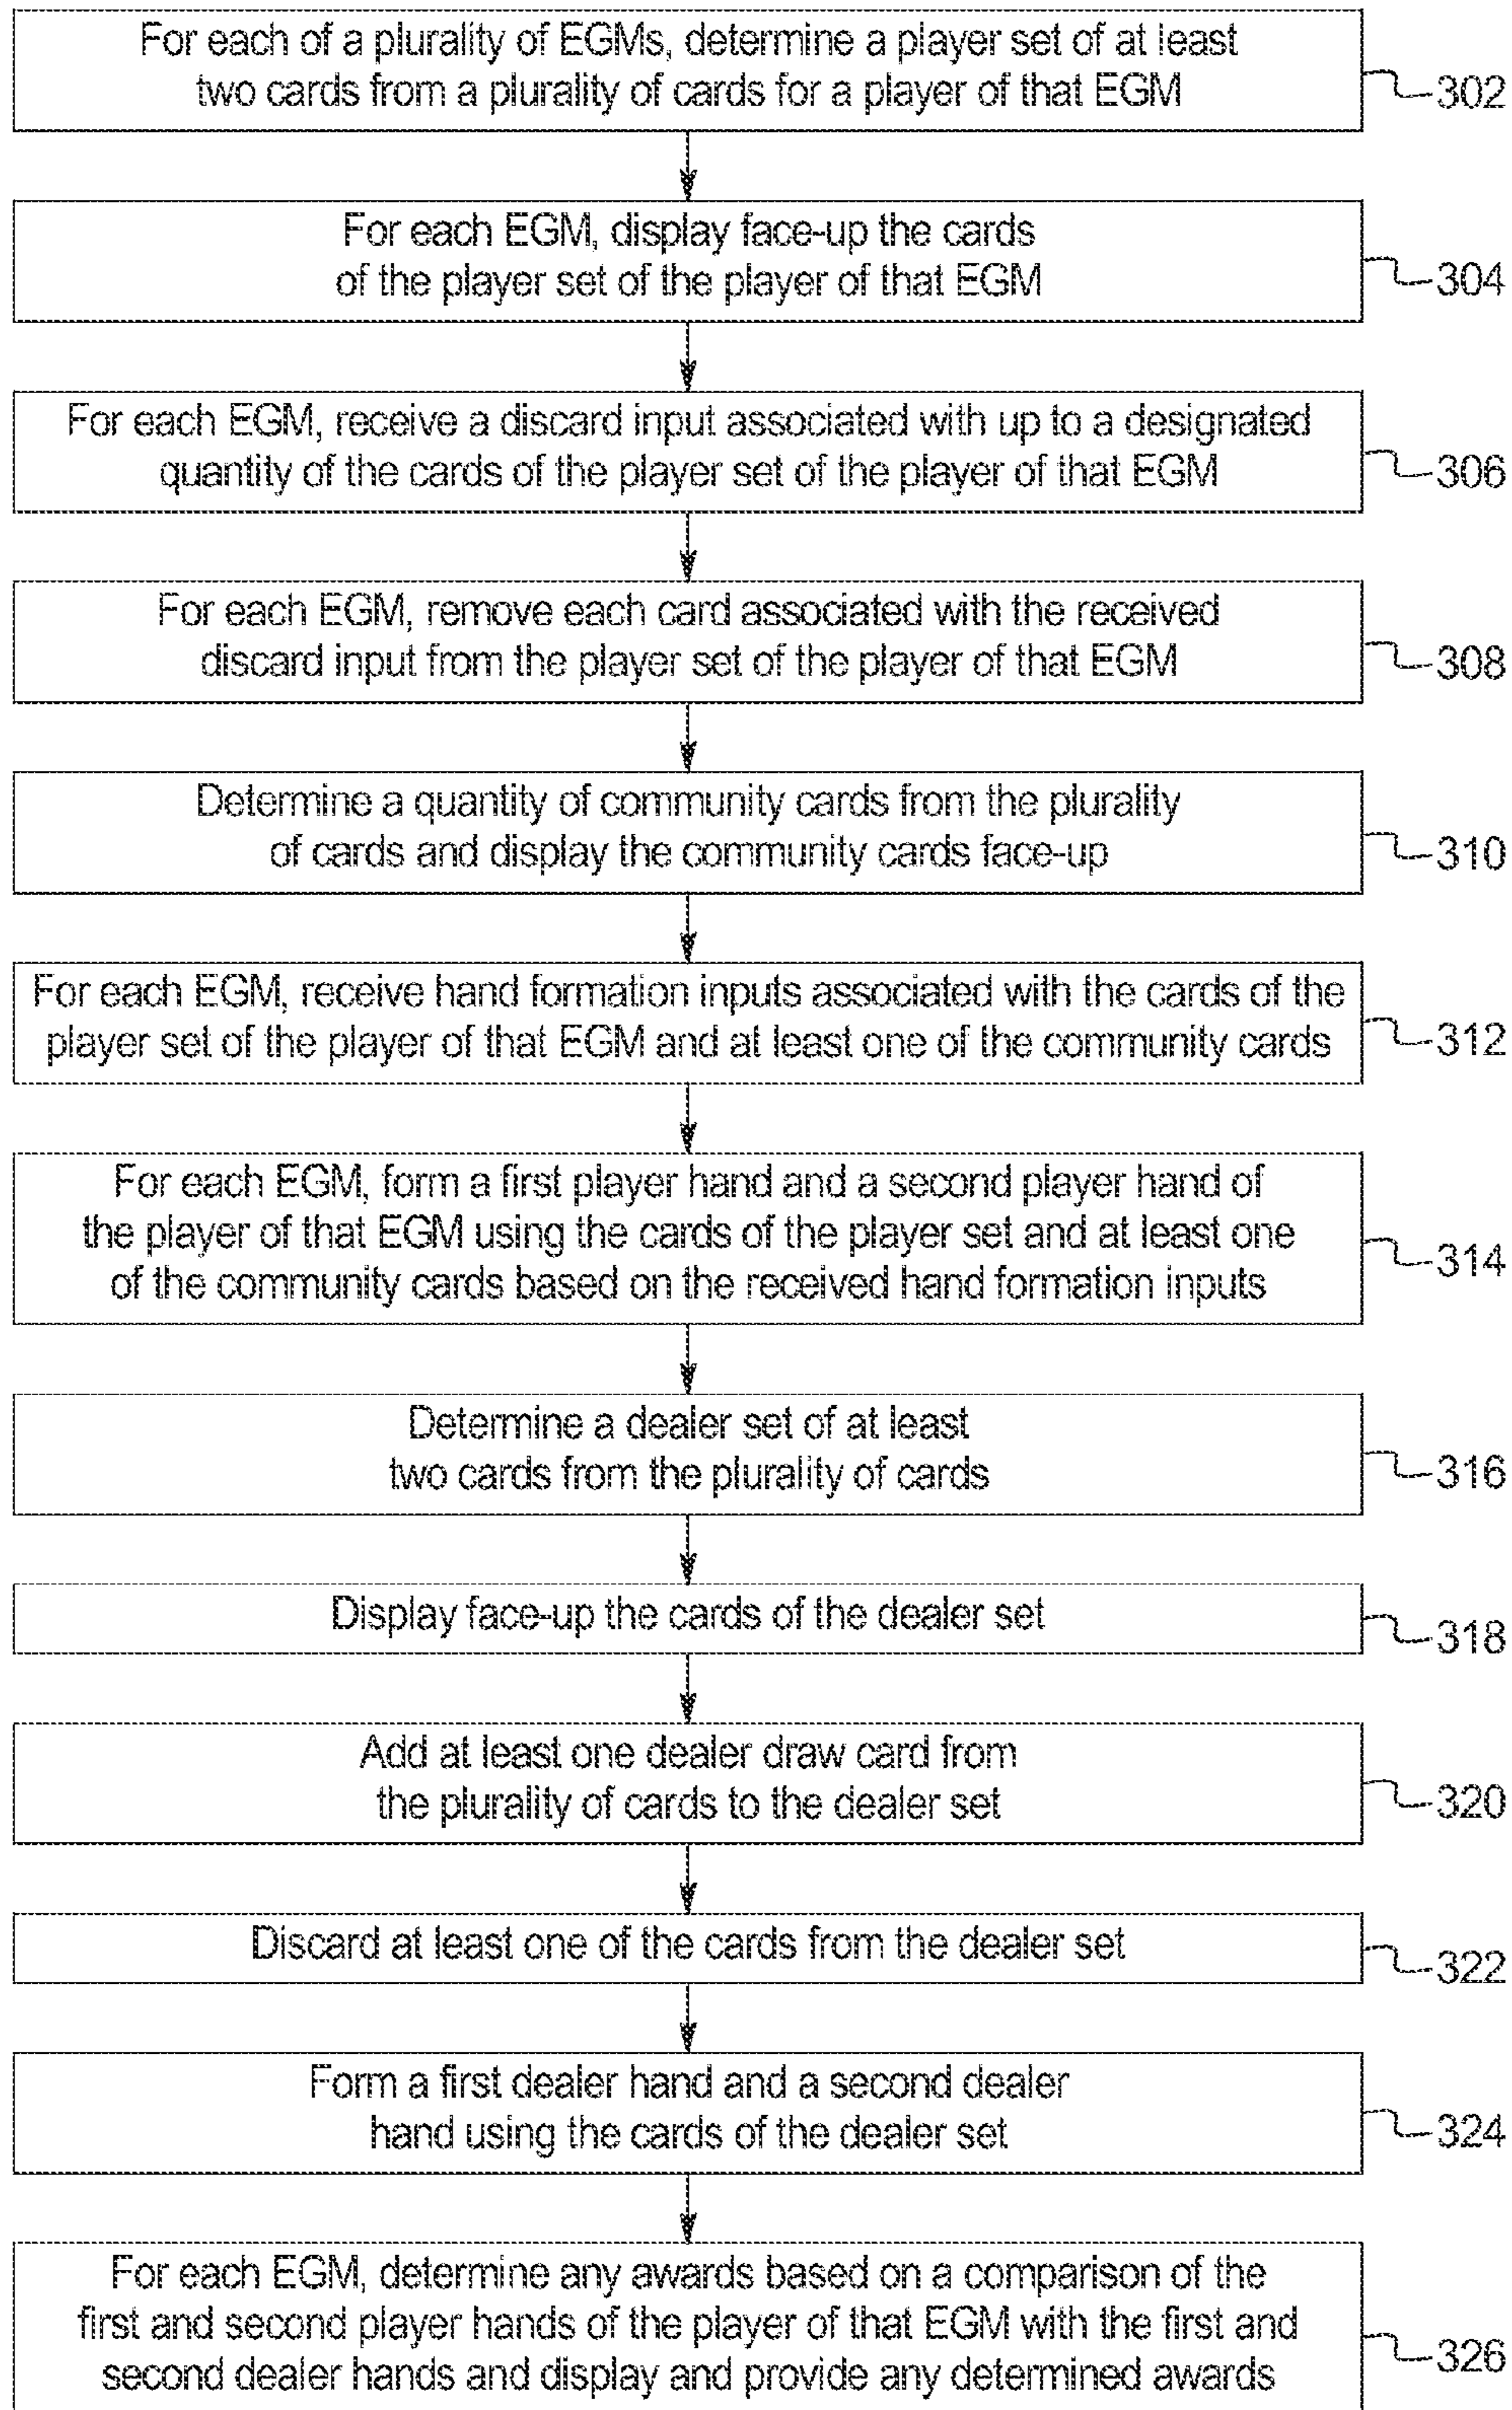 For each of a plurality of EGMs, determine a player set of at least
two cards from a plurality of cards for a player of that EGM
302
For each EGM, display face-up the cards
of the player set of the player of that EGM
304
For each EGM, receive a discard input associated with up to a designated
quantity of the cards of the player set of the player of that EGM
306
For each EGM, remove each card associated with the received
discard input from the player set of the player of that EGM
308
Determine a quantity of community cards from the plurality
of cards and display the community cards face-up
310
For each EGM, receive hand formation inputs associated with the cards of the
player set of the player of that EGM and at least one of the community cards
312
For each EGM, form a first player hand and a second player hand of
the player of that EGM using the cards of the player set and at least one
of the community cards based on the received hand formation inputs
314
Determine a dealer set of at least
two cards from the plurality of cards
316
Display face-up the cards of the dealer set
318
Add at least one dealer draw card from
the plurality of cards to the dealer set
320
Discard at least one of the cards from the dealer set
322
Form a first dealer hand and a second dealer
hand using the cards of the dealer set
324
For each EGM, determine any awards based on a comparison of the
first and second player hands of the player of that EGM with the first and
second dealer hands and display and provide any determined awards
326